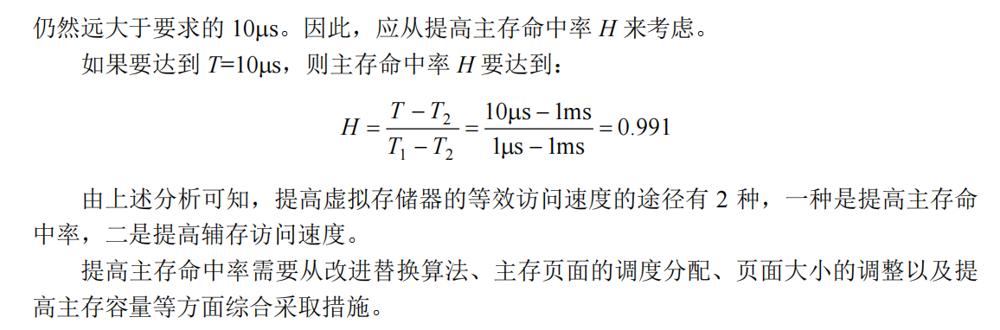 仍然远大于要求的 10μs。因此，应从提高主存命中率 H 来考虑。
如果要达到 T=10μs，则主存命中率 H 要达到：
H = (T − T₂)/(T₁ − T₂) = (10μs − 1ms)/(1μs − 1ms) = 0.991
由上述分析可知，提高虚拟存储器的等效访问速度的途径有 2 种，一种是提高主存命
中率，二是提高辅存访问速度。
提高主存命中率需要从改进替换算法、主存页面的调度分配、页面大小的调整以及提
高主存容量等方面综合采取措施。